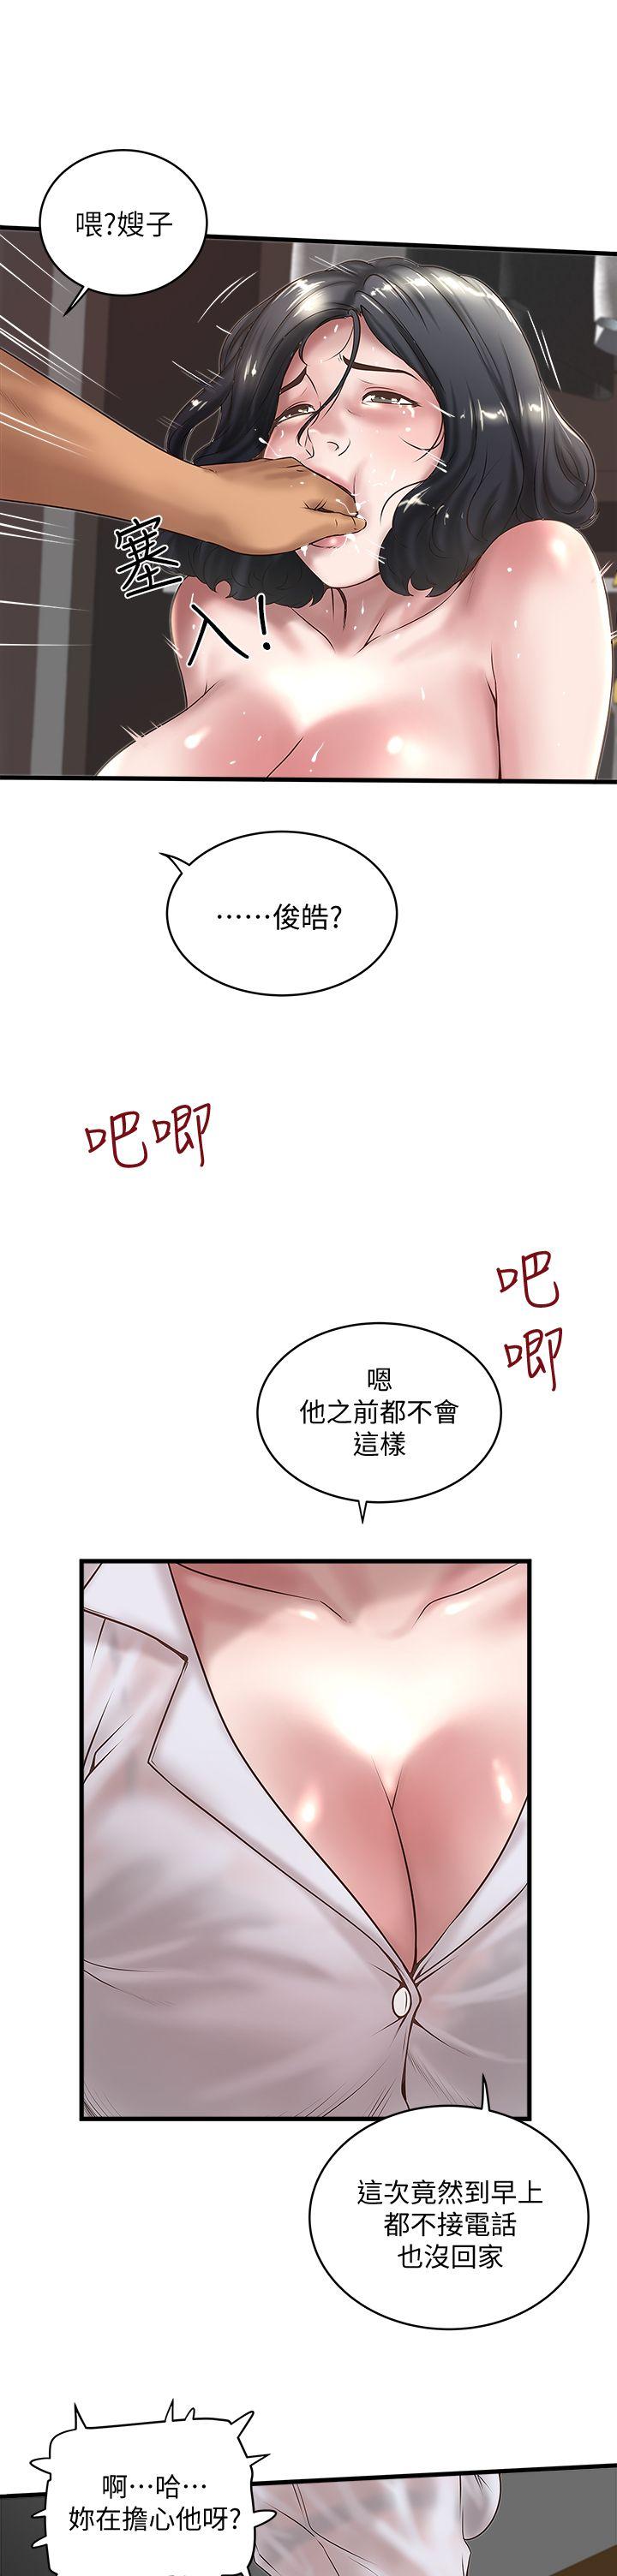 喂?嫂子
塞
入!
⋯⋯俊皓?
吧唧
吧
唧
嗯
他之前都不會
這樣
這次竟然到早上
都不接電話
也沒回家
啊⋯哈⋯
妳在擔心他呀?